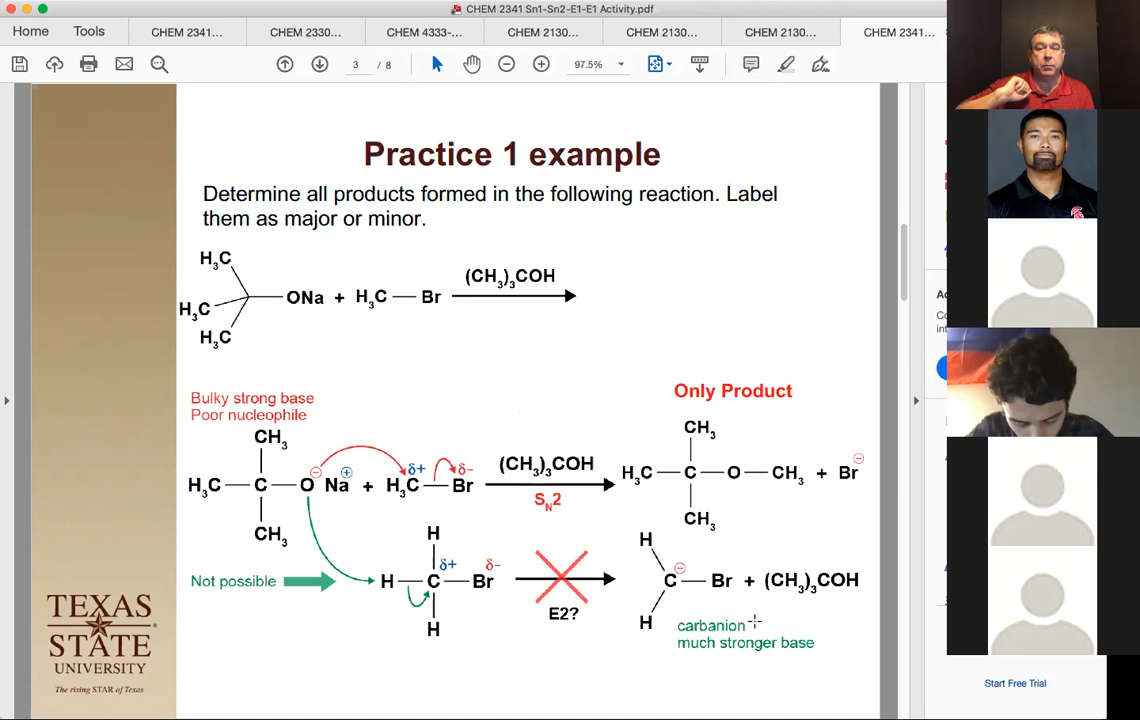 CHEM 2341 Sn1-Sn2-E1-E1 Activity.pdf
Home Tools CHEM 2341... CHEM 2330... CHEM 4333-... CHEM 2130... CHEM 2130... CHEM 2130... CHEM 2341...
3 / 8 97.5%
Practice 1 example
Determine all products formed in the following reaction. Label
them as major or minor.
H₃C
(CH₃)₃COH
H₃C ONa + H₃C Br
H₃C
Bulky strong base
Poor nucleophile
Only Product
CH₃ CH₃
H₃C C O⊖ Na⊕ + H₃C δ+ Br δ- (CH₃)₃COH H₃C C O CH₃ + Br⊖
SN2
CH₃ CH₃
H H
Not possible H C δ+ Br δ- C⊖ Br + (CH₃)₃COH
E2?
H H
carbanion
much stronger base
TEXAS
STATE
UNIVERSITY
The rising STAR of Texas
Start Free Trial